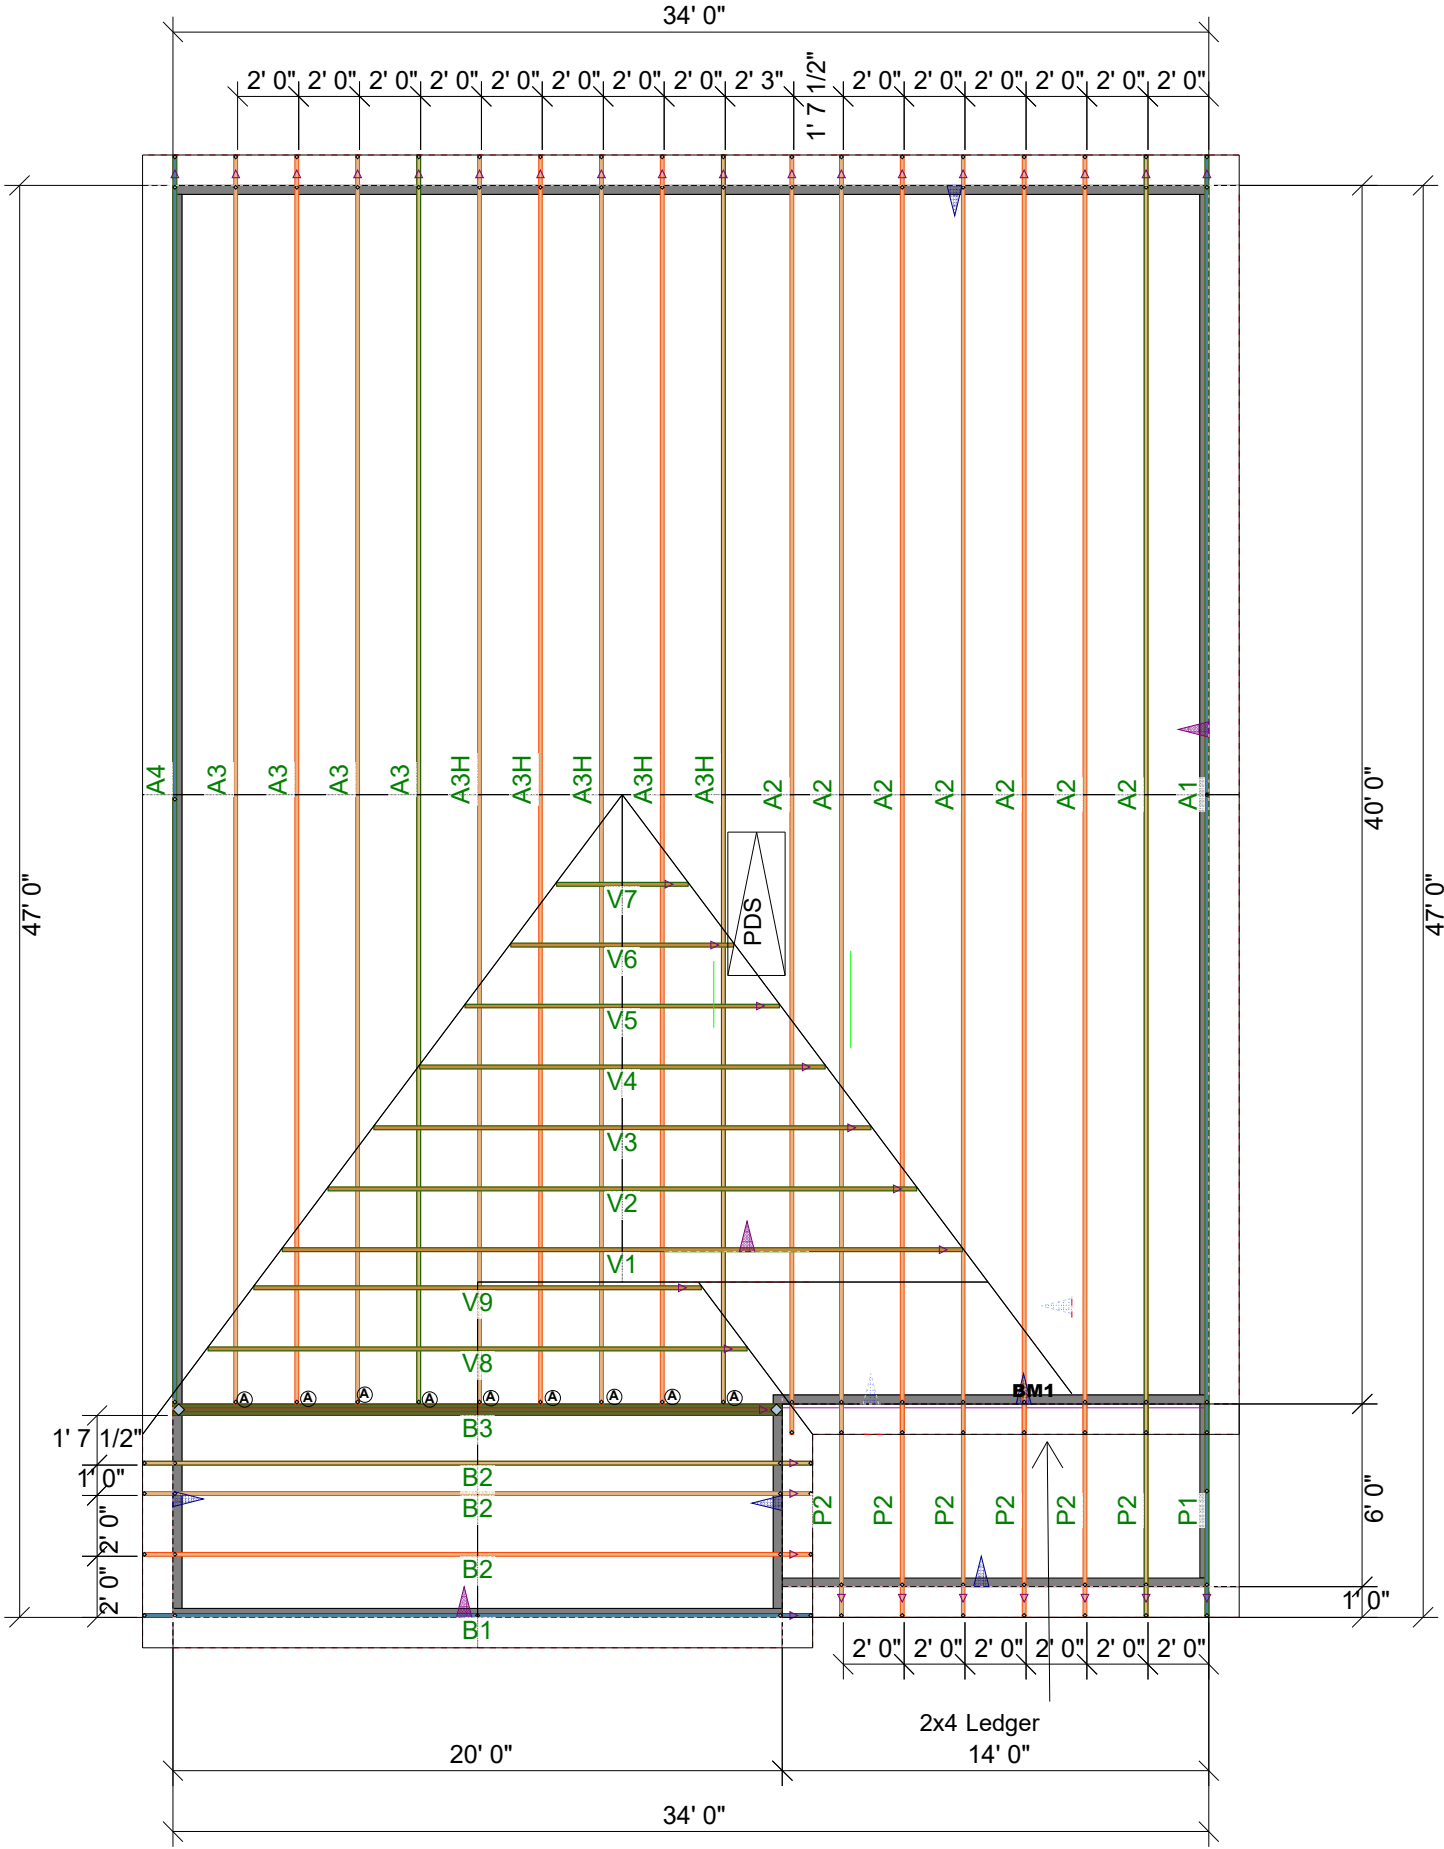 34' 0"
2' 0" 2' 0" 2' 0" 2' 0" 2' 0" 2' 0" 2' 0" 2' 0" 2' 3" 1' 7 1/2" 2' 0" 2' 0" 2' 0" 2' 0" 2' 0" 2' 0"
A4 A3 A3 A3 A3 A3H A3H A3H A3H A3H A2 A2 A2 A2 A2 A2 A2 A1
40' 0"
47' 0"
47' 0"
PDS
V7
V6
V5
V4
V3
V2
V1
V9
V8
BM1
A A A A A A A A A
B3
1' 7 1/2"
B2
1' 0"
B2
2' 0"
B2
2' 0"
B1
P2 P2 P2 P2 P2 P2 P1
6' 0"
1' 0"
2' 0" 2' 0" 2' 0" 2' 0" 2' 0" 2' 0"
2x4 Ledger
20' 0" 14' 0"
34' 0"